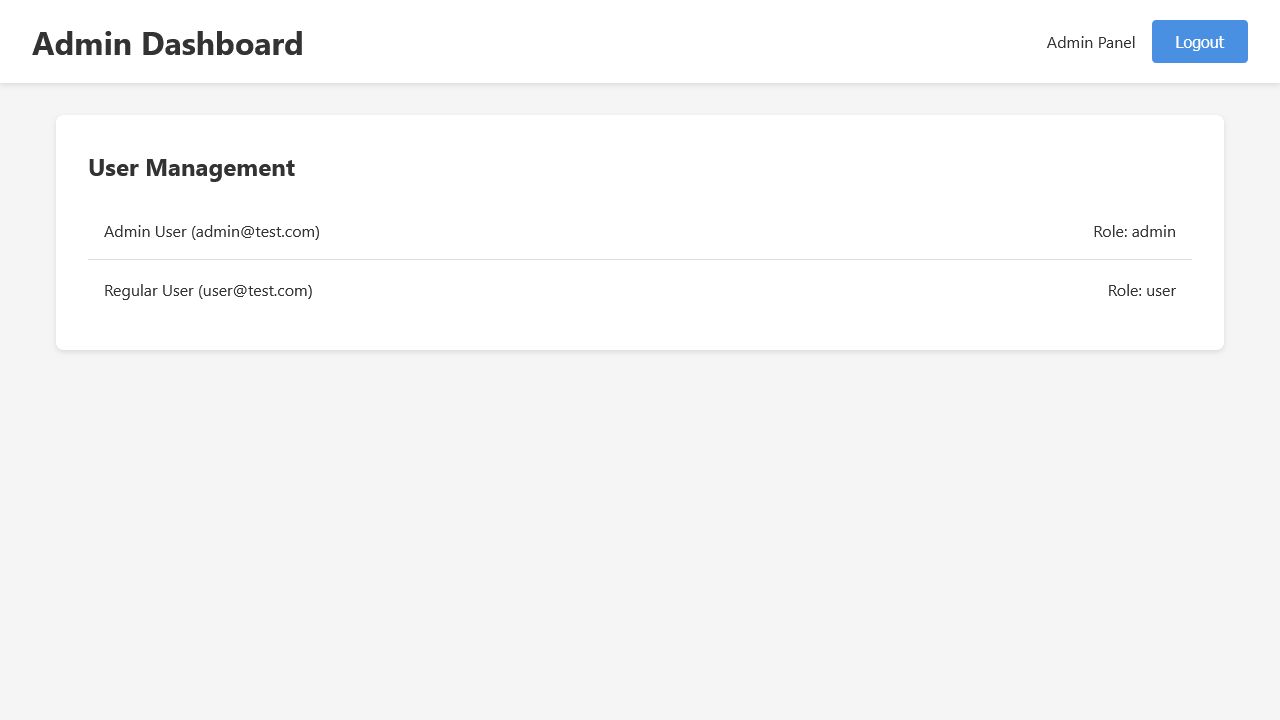 Admin Dashboard
Admin Panel
Logout
User Management
Admin User (admin@test.com)
Role: admin
Regular User (user@test.com)
Role: user